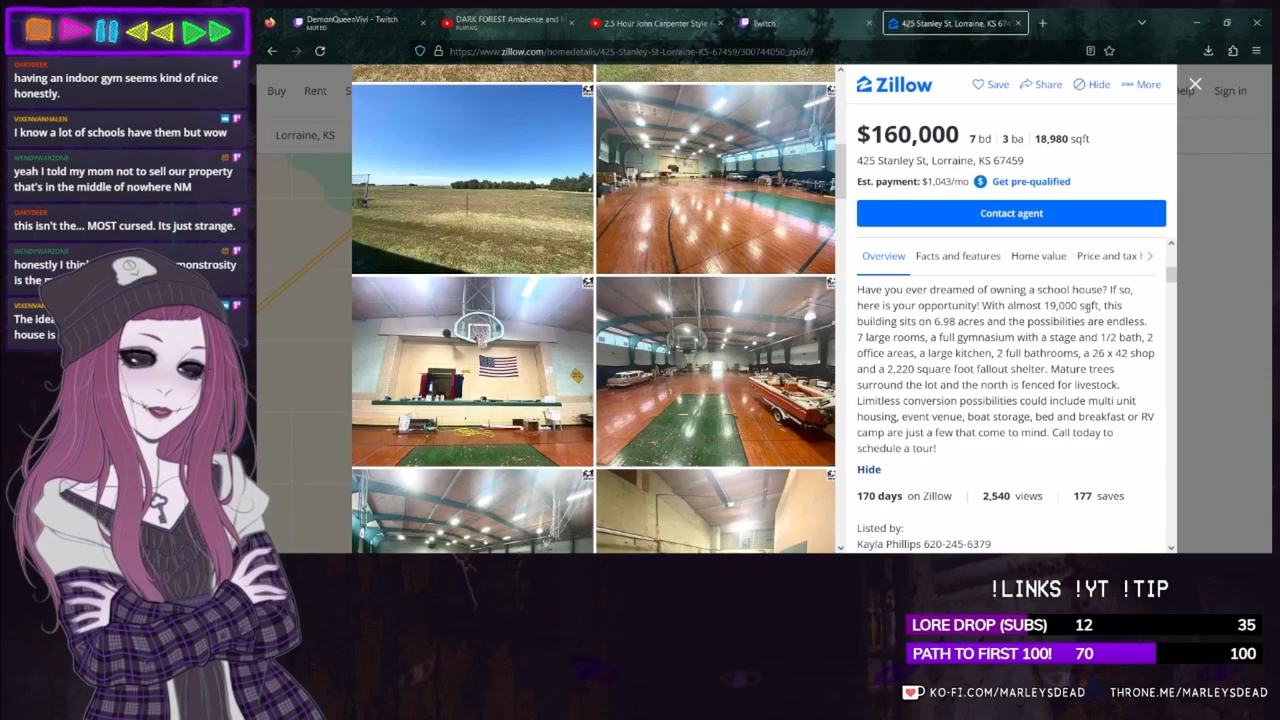 DemonQueenVivi - Twitch
MUTED
DARK FOREST Ambience and
PLAYING
2.5 Hour John Carpenter Style
Twitch
425 Stanley St, Lorraine, KS 674
https://www.zillow.com/homedetails/425-Stanley-St-Lorraine-KS-67459/300744050_zpid/?
OARYDEER
having an indoor gym seems kind of nice
honestly.
VIXENVANHALEN
I know a lot of schools have them but wow
WENDYWARZONE
yeah I told my mom not to sell our property
that's in the middle of nowhere NM
OARYDEER
this isn't the... MOST cursed. Its just strange.
WENDYWARZONE
honestly I thi monstrosity
is the
VIXENVAN
The idea
house is
Buy Rent S
Lorraine, KS
elp Sign in
Zillow
Save Share Hide More
$160,000 7 bd 3 ba 18,980 sqft
425 Stanley St, Lorraine, KS 67459
Est. payment: $1,043/mo $ Get pre-qualified
Contact agent
Overview Facts and features Home value Price and tax h
Have you ever dreamed of owning a school house? If so,
here is your opportunity! With almost 19,000 sqft, this
building sits on 6.98 acres and the possibilities are endless.
7 large rooms, a full gymnasium with a stage and 1/2 bath, 2
office areas, a large kitchen, 2 full bathrooms, a 26 x 42 shop
and a 2,220 square foot fallout shelter. Mature trees
surround the lot and the north is fenced for livestock.
Limitless conversion possibilities could include multi unit
housing, event venue, boat storage, bed and breakfast or RV
camp are just a few that come to mind. Call today to
schedule a tour!
Hide
170 days on Zillow 2,540 views 177 saves
Listed by:
Kayla Phillips 620-245-6379
!LINKS !YT !TIP
LORE DROP (SUBS) 12 35
PATH TO FIRST 100! 70 100
KO-FI.COM/MARLEYSDEAD THRONE.ME/MARLEYSDEAD